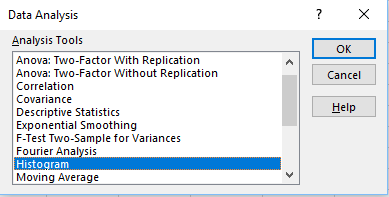 Data Analysis
?
Analysis Tools
Anova: Two-Factor With Replication
Anova: Two-Factor Without Replication
Correlation
Covariance
Descriptive Statistics
Exponential Smoothing
F-Test Two-Sample for Variances
Fourier Analysis
Histogram
Moving Average
OK
Cancel
Help